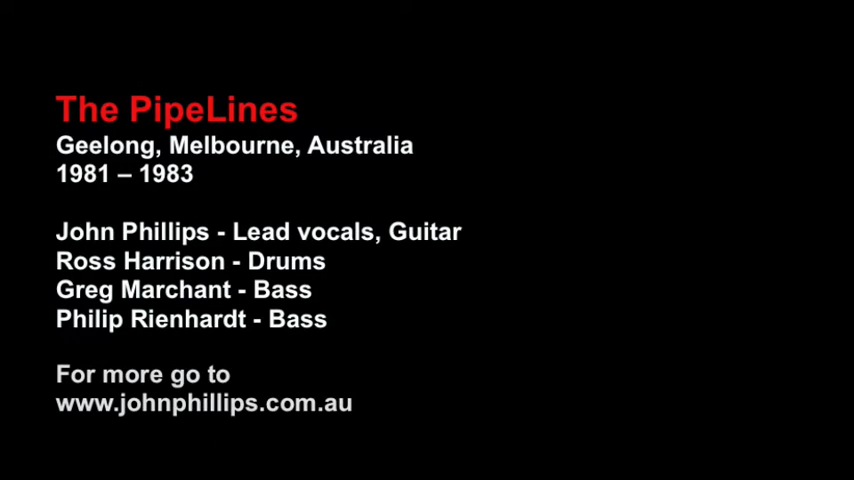 The PipeLines
Geelong, Melbourne, Australia
1981 – 1983
John Phillips - Lead vocals, Guitar
Ross Harrison - Drums
Greg Marchant - Bass
Philip Rienhardt - Bass
For more go to
www.johnphillips.com.au